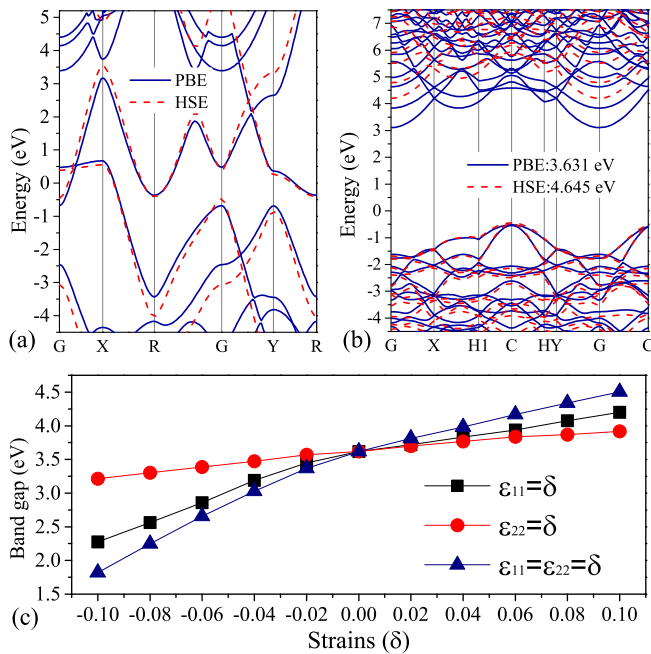 5
4
3
2
1
0
-1
-2
-3
-4
Energy (eV)
PBE
HSE
(a)
G X R G Y R
7
6
5
4
3
2
1
0
-1
-2
-3
-4
Energy (eV)
PBE:3.631 eV
HSE:4.645 eV
(b)
G X H1 C HY G C
4.5
4.0
3.5
3.0
2.5
2.0
1.5
Band gap (eV)
ε11=δ
ε22=δ
ε11=ε22=δ
(c)
-0.10 -0.08 -0.06 -0.04 -0.02 0.00 0.02 0.04 0.06 0.08 0.10
Strains (δ)